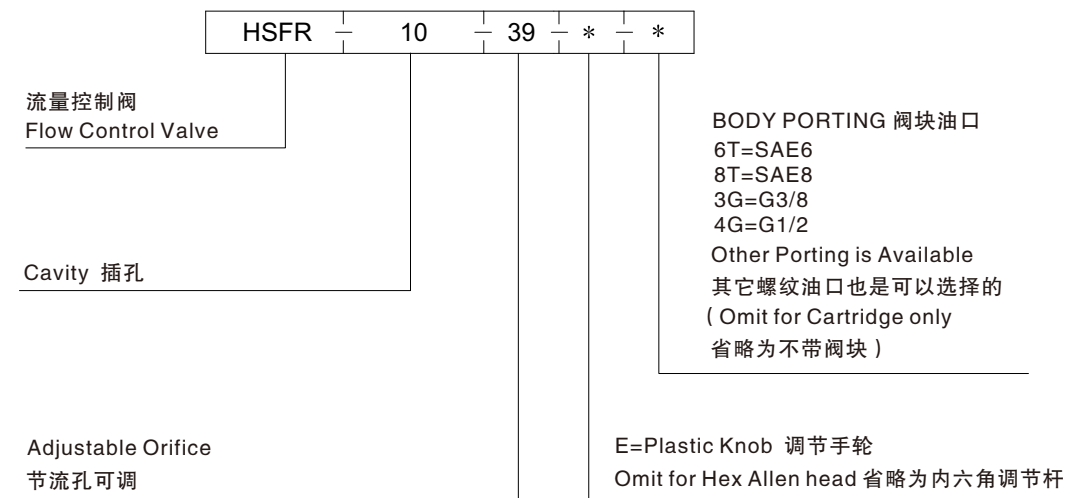 HSFR - 10 - 39 - * - *
流量控制阀
Flow Control Valve
Cavity 插孔
Adjustable Orifice
节流孔可调
BODY PORTING 阀块油口
6T=SAE6
8T=SAE8
3G=G3/8
4G=G1/2
Other Porting is Available
其它螺纹油口也是可以选择的
( Omit for Cartridge only
省略为不带阀块 )
E=Plastic Knob 调节手轮
Omit for Hex Allen head 省略为内六角调节杆